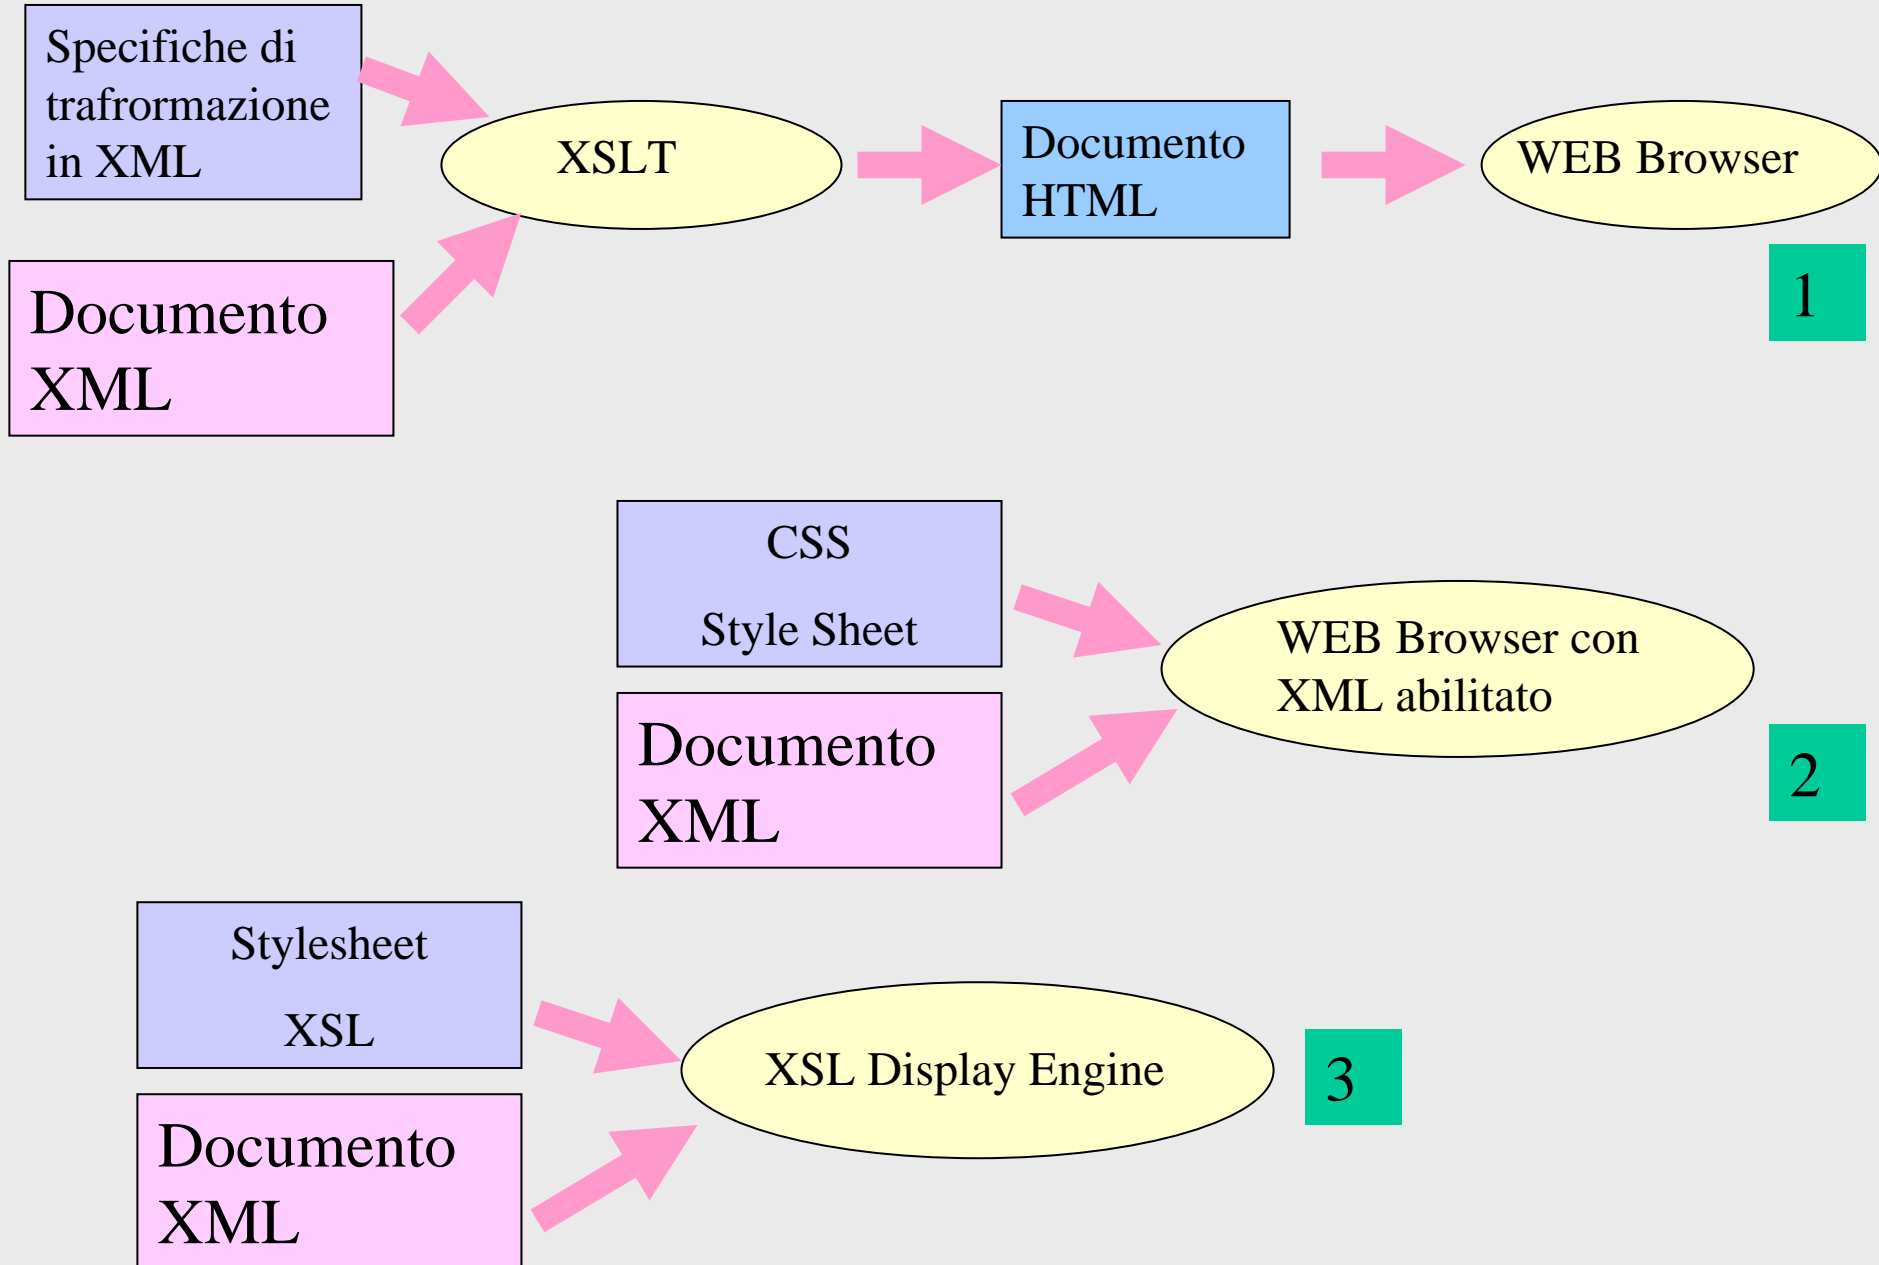 Specifiche di
trafrormazione
in XML
XSLT
Documento
HTML
WEB Browser
Documento
XML
1
CSS
Style Sheet
WEB Browser con
XML abilitato
Documento
XML
2
Stylesheet
XSL
XSL Display Engine
3
Documento
XML